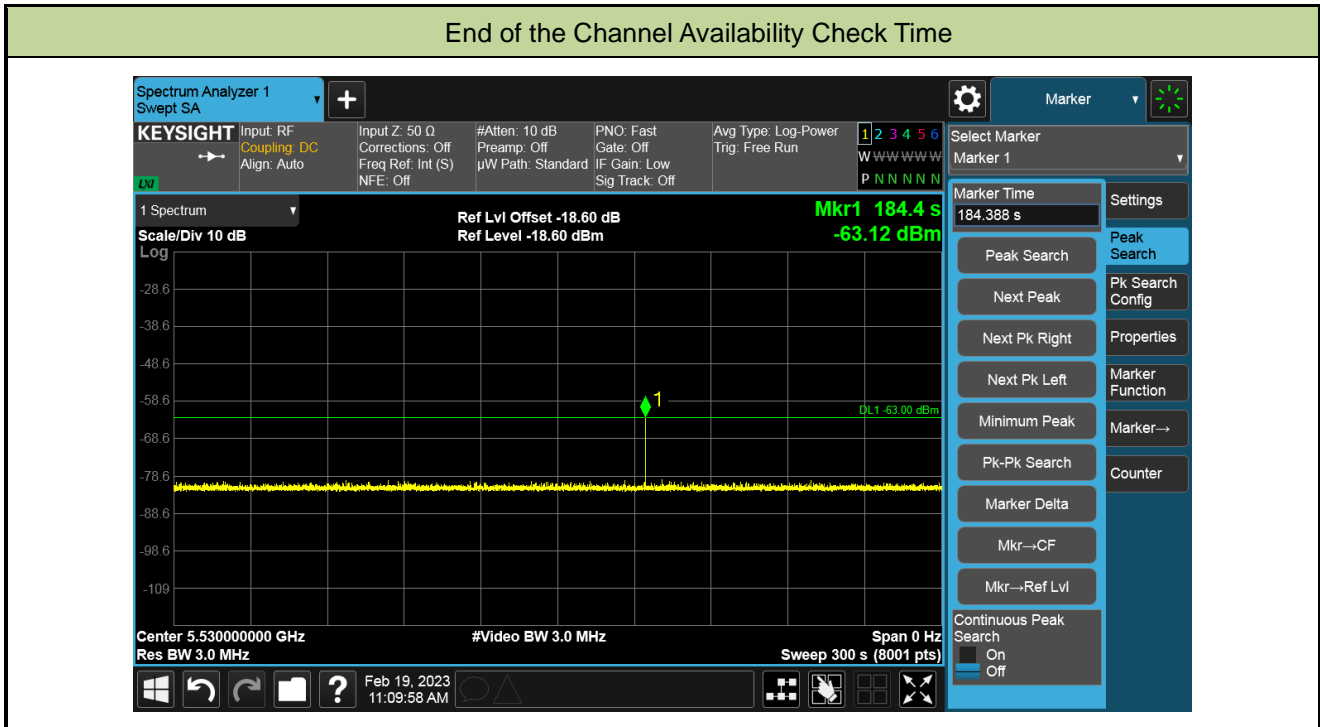 End of the Channel Availability Check Time
Spectrum Analyzer 1
Swept SA
Marker
KEYSIGHT
LXI
Input: RF
Coupling: DC
Align: Auto
Input Z: 50 Ω
Corrections: Off
Freq Ref: Int (S)
NFE: Off
#Atten: 10 dB
Preamp: Off
µW Path: Standard
PNO: Fast
Gate: Off
IF Gain: Low
Sig Track: Off
Avg Type: Log-Power
Trig: Free Run
1 2 3 4 5 6
W W W W W W
P N N N N N
Select Marker
Marker 1
1 Spectrum
Scale/Div 10 dB
Log
Ref Lvl Offset -18.60 dB
Ref Level -18.60 dBm
Mkr1 184.4 s
-63.12 dBm
-28.6
-38.6
-48.6
-58.6
-68.6
-78.6
-88.6
-98.6
-109
1
DL1 -63.00 dBm
Center 5.530000000 GHz
Res BW 3.0 MHz
#Video BW 3.0 MHz
Span 0 Hz
Sweep 300 s (8001 pts)
Marker Time
184.388 s
Peak Search
Next Peak
Next Pk Right
Next Pk Left
Minimum Peak
Pk-Pk Search
Marker Delta
Mkr→CF
Mkr→Ref Lvl
Continuous Peak
Search
On
Off
Settings
Peak
Search
Pk Search
Config
Properties
Marker
Function
Marker→
Counter
?
Feb 19, 2023
11:09:58 AM